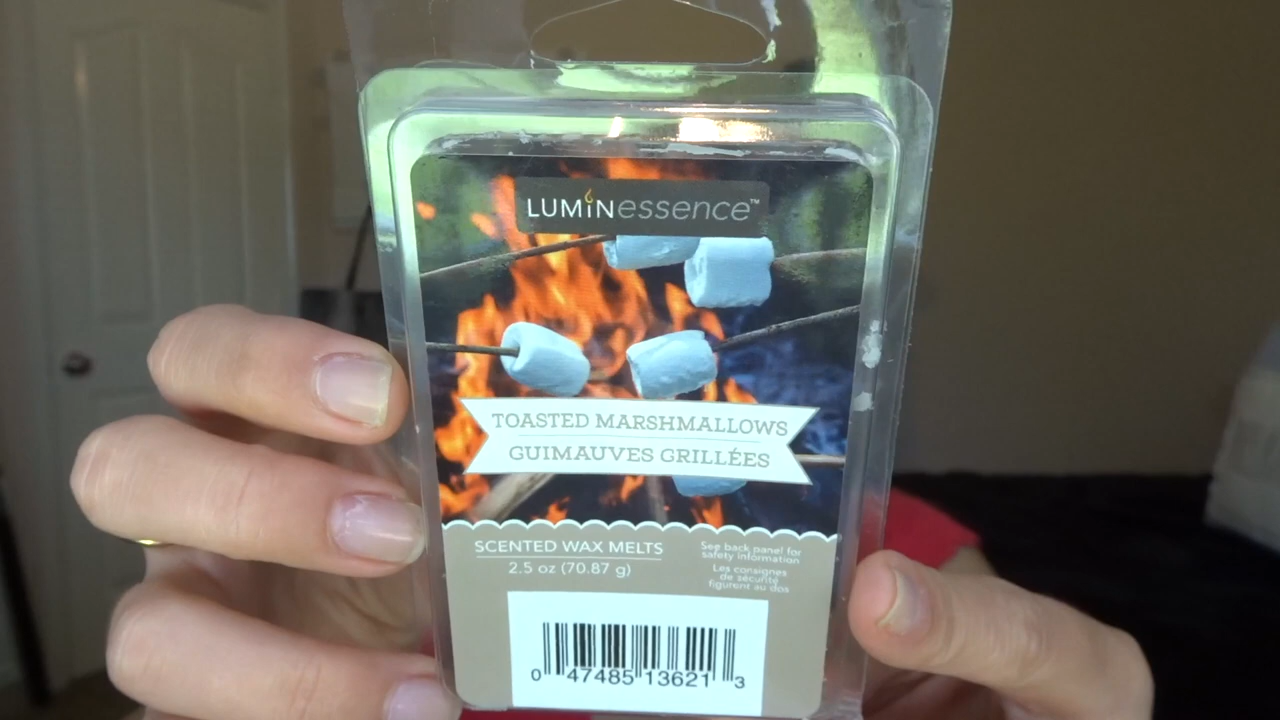 LUMiNessence™
TOASTED MARSHMALLOWS
GUIMAUVES GRILLÉES
SCENTED WAX MELTS
2.5 oz (70.87 g)
See back panel for
safety information
Les consignes
de sécurité
figurent au dos
0 47485 13621 3